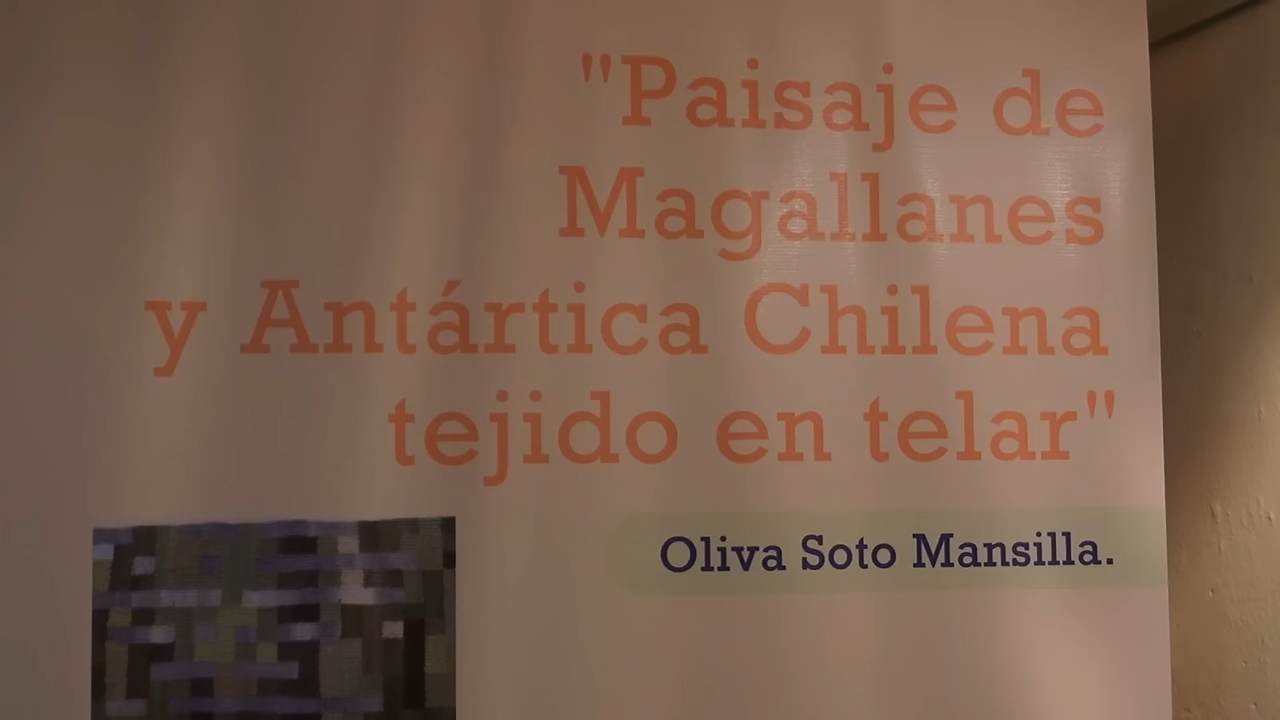 "Paisaje de
Magallanes
y Antártica Chilena
tejido en telar"
Oliva Soto Mansilla.